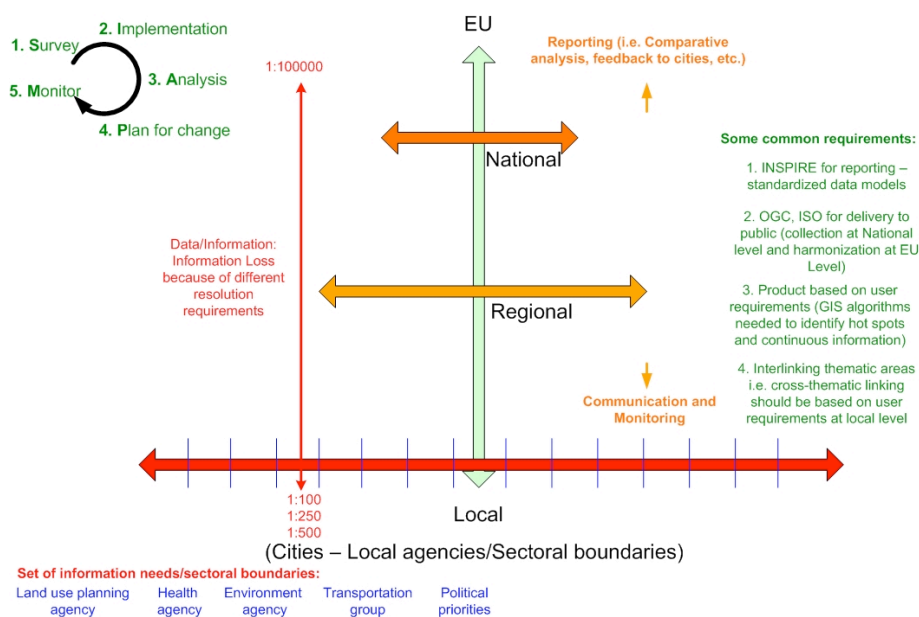 EU
2. Implementation
1. Survey
3. Analysis
5. Monitor
4. Plan for change
1:100000
Reporting (i.e. Comparative
analysis, feedback to cities, etc.)
National
Some common requirements:
1. INSPIRE for reporting –
standardized data models
2. OGC, ISO for delivery to
public (collection at National
level and harmonization at EU
Level)
3. Product based on user
requirements (GIS algorithms
needed to identify hot spots
and continuous information)
4. Interlinking thematic areas
i.e. cross-thematic linking
should be based on user
requirements at local level
Data/Information:
Information Loss
because of different
resolution
requirements
Regional
Communication and
Monitoring
1:100
1:250
1:500
Local
(Cities – Local agencies/Sectoral boundaries)
Set of information needs/sectoral boundaries:
Land use planning
agency
Health
agency
Environment
agency
Transportation
group
Political
priorities